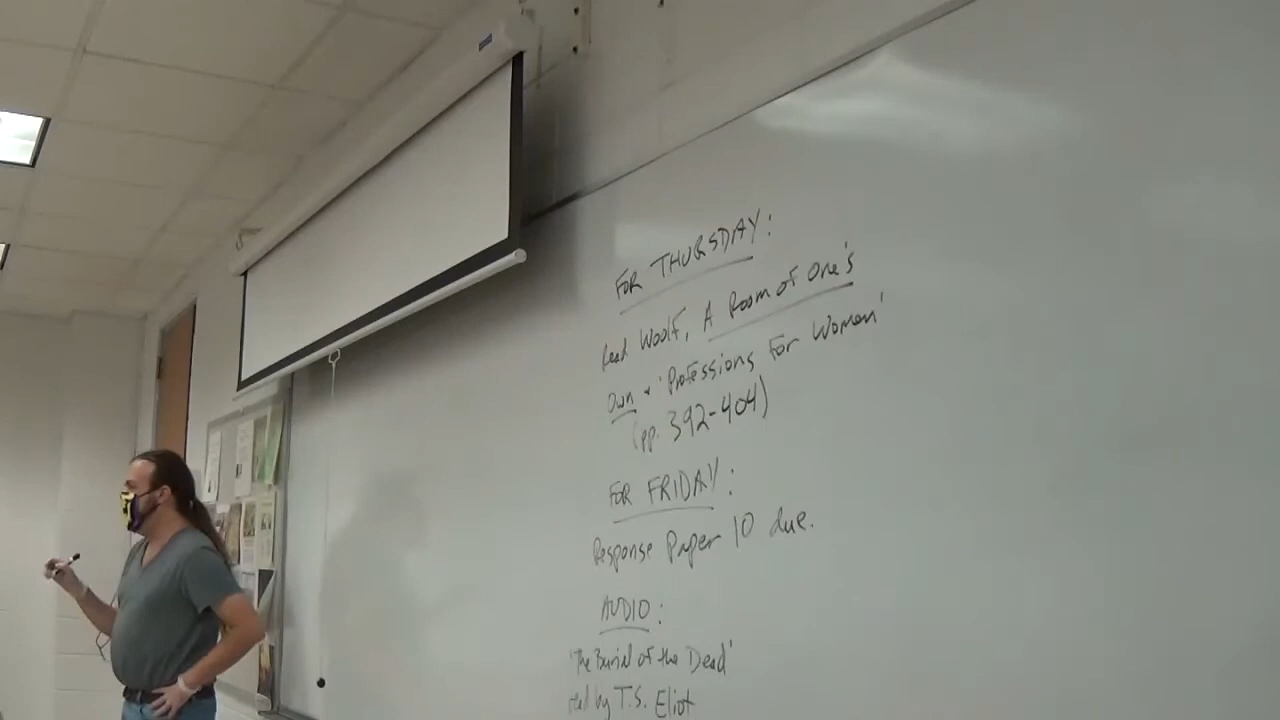 FOR THURSDAY:
Read Woolf, A Room of One's
Own + 'Professions For Women'
(pp. 392-404)
FOR FRIDAY:
Response Paper 10 due.
AUDIO:
'The Burial of the Dead'
read by T.S. Eliot